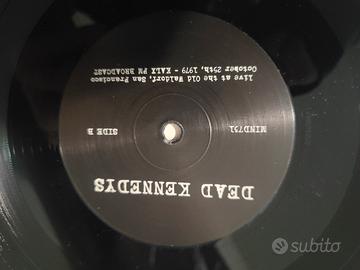 DEAD KENNEDYS
SIDE B
MIND731
live at the Old Waldorf, San Francisco
October 25th, 1979 - KALX FM BROADCAST
subito